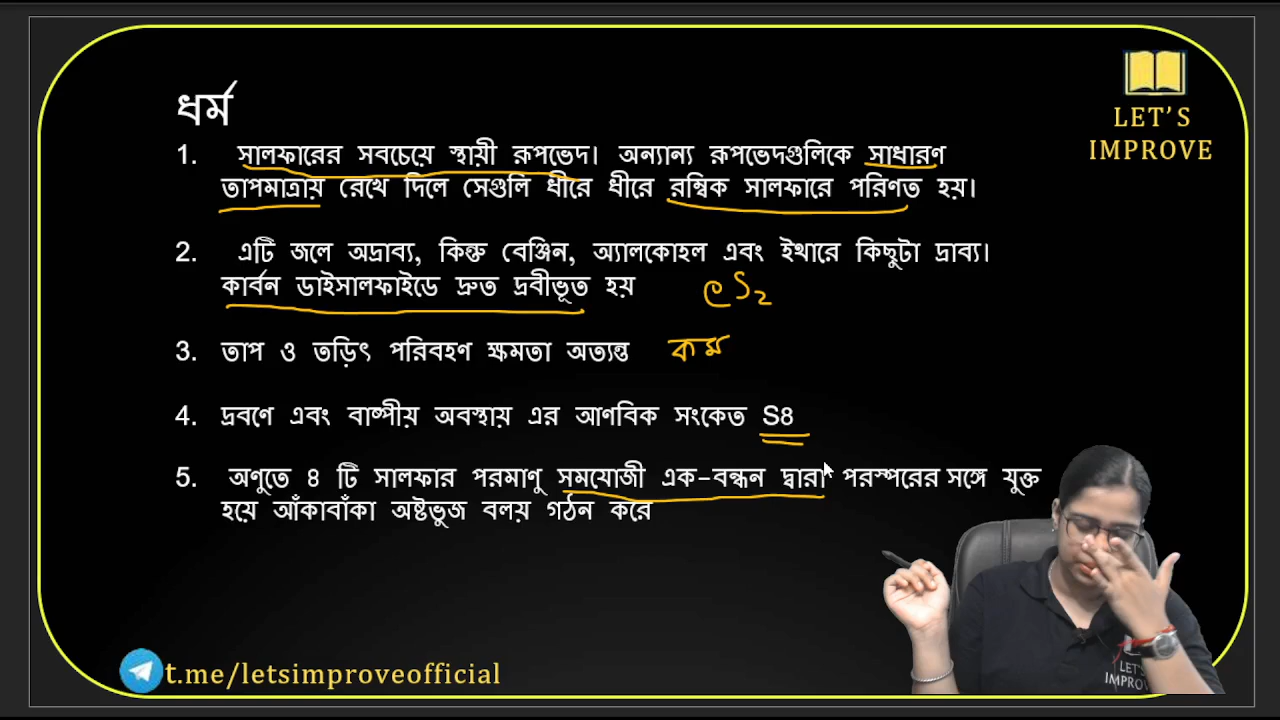 ধর্ম
LET'S
IMPROVE
1. সালফারের সবচেয়ে স্থায়ী রূপভেদ। অন্যান্য রূপভেদগুলিকে সাধারণ
তাপমাত্রায় রেখে দিলে সেগুলি ধীরে ধীরে রম্বিক সালফারে পরিণত হয়।
2. এটি জলে অদ্রাব্য, কিন্তু বেঞ্জিন, অ্যালকোহল এবং ইথারে কিছুটা দ্রাব্য।
কার্বন ডাইসালফাইডে দ্রুত দ্রবীভূত হয় CS2
3. তাপ ও তড়িৎ পরিবহণ ক্ষমতা অত্যন্ত কম
4. দ্রবণে এবং বাষ্পীয় অবস্থায় এর আণবিক সংকেত S8
5. অণুতে ৪ টি সালফার পরমাণু সমযোজী এক-বন্ধন দ্বারা পরস্পরের সঙ্গে যুক্ত
হয়ে আঁকাবাঁকা অষ্টভুজ বলয় গঠন করে
LET'S
t.me/letsimproveofficial